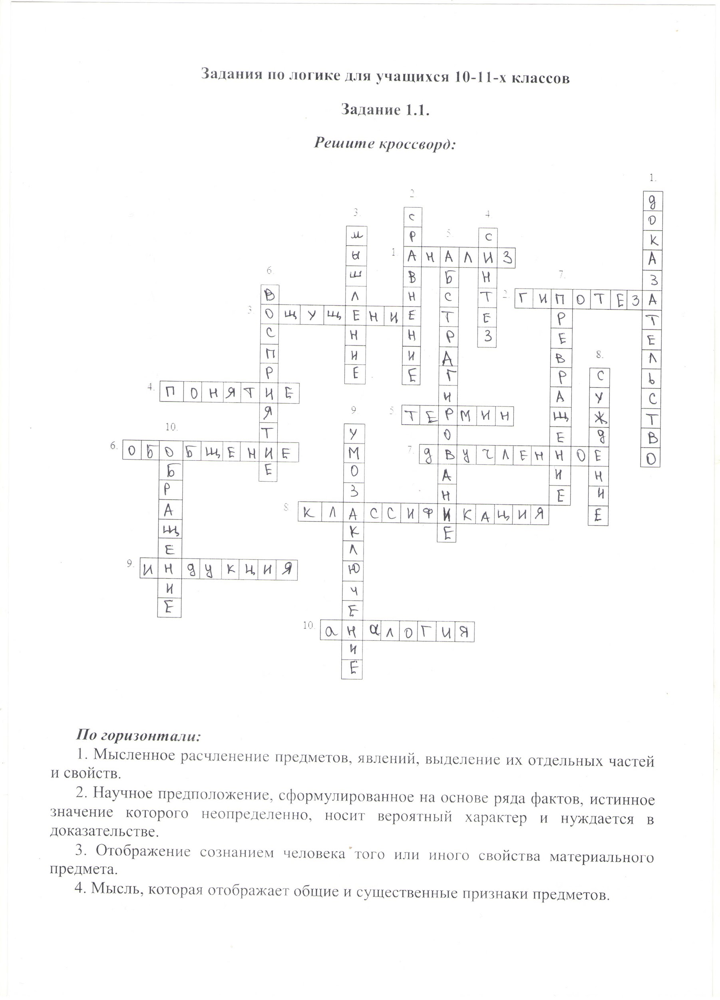 Задания по логике для учащихся 10-11-х классов
Задание 1.1.
Решите кроссворд:
1.
ДОКАЗАТЕЛЬСТВО
2
СРАВНЕНИЕ
3.
МЫШЛЕНИЕ
4
СИНТЕЗ
5.
АБСТРАГИРОВАНИЕ
6.
ВОСПРИЯТИЕ
7.
ПРЕВРАЩЕНИЕ
8.
СУЖДЕНИЕ
9
УМОЗАКЛЮЧЕНИЕ
10.
ОБРАЩЕНИЕ
1. АНАЛИЗ
2. ГИПОТЕЗА
3. ОЩУЩЕНИЕ
4. ПОНЯТИЕ
5 ТЕРМИН
6. ОБОБЩЕНИЕ
7. ДВУЧЛЕННОЕ
8 КЛАССИФИКАЦИЯ
9. ИНДУКЦИЯ
10. аНаЛОГИЯ
По горизонтали:
1. Мысленное расчленение предметов, явлений, выделение их отдельных частей
и свойств.
2. Научное предположение, сформулированное на основе ряда фактов, истинное
значение которого неопределенно, носит вероятный характер и нуждается в
доказательстве.
3. Отображение сознанием человека того или иного свойства материального
предмета.
4. Мысль, которая отображает общие и существенные признаки предметов.